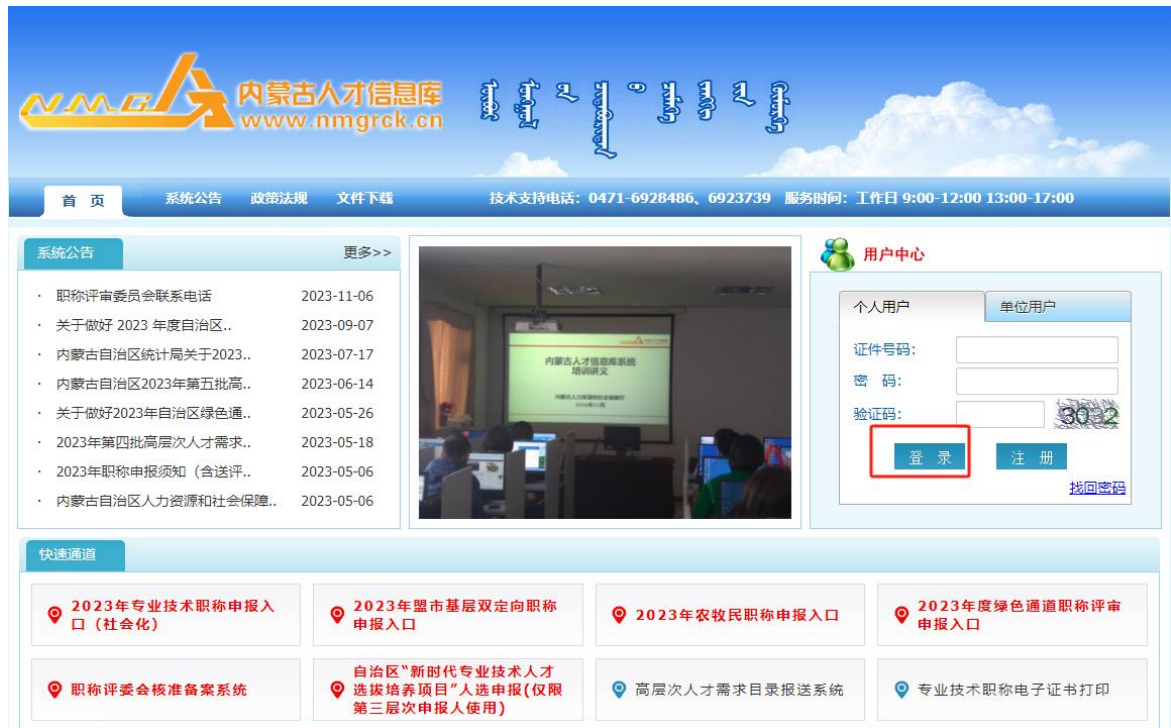 NMG
内蒙古人才信息库
www.nmgrck.cn
首 页 系统公告 政策法规 文件下载 技术支持电话：0471-6928486、6923739 服务时间：工作日 9:00-12:00 13:00-17:00
系统公告 更多>>
· 职称评审委员会联系电话 2023-11-06
· 关于做好 2023 年度自治区.. 2023-09-07
· 内蒙古自治区统计局关于2023.. 2023-07-17
· 内蒙古自治区2023年第五批高.. 2023-06-14
· 关于做好2023年自治区绿色通.. 2023-05-26
· 2023年第四批高层次人才需求.. 2023-05-18
· 2023年职称申报须知（含送评.. 2023-05-06
· 内蒙古自治区人力资源和社会保障.. 2023-05-06
内蒙古人才信息库系统
培训讲义
用户中心
个人用户 单位用户
证件号码：
密 码：
验证码： 3032
登 录 注 册
找回密码
快速通道
2023年专业技术职称申报入
口（社会化）
2023年盟市基层双定向职称
申报入口
2023年农牧民职称申报入口
2023年度绿色通道职称评审
申报入口
职称评委会核准备案系统
自治区“新时代专业技术人才
选拔培养项目”人选申报(仅限
第三层次申报人使用)
高层次人才需求目录报送系统
专业技术职称电子证书打印